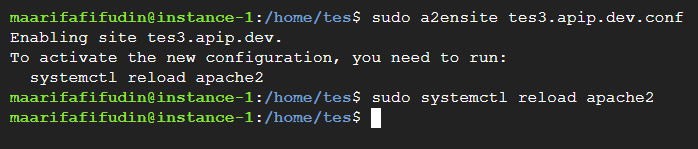 maarifafifudin@instance-1:/home/tes$ sudo a2ensite tes3.apip.dev.conf
Enabling site tes3.apip.dev.
To activate the new configuration, you need to run:
  systemctl reload apache2
maarifafifudin@instance-1:/home/tes$ sudo systemctl reload apache2
maarifafifudin@instance-1:/home/tes$